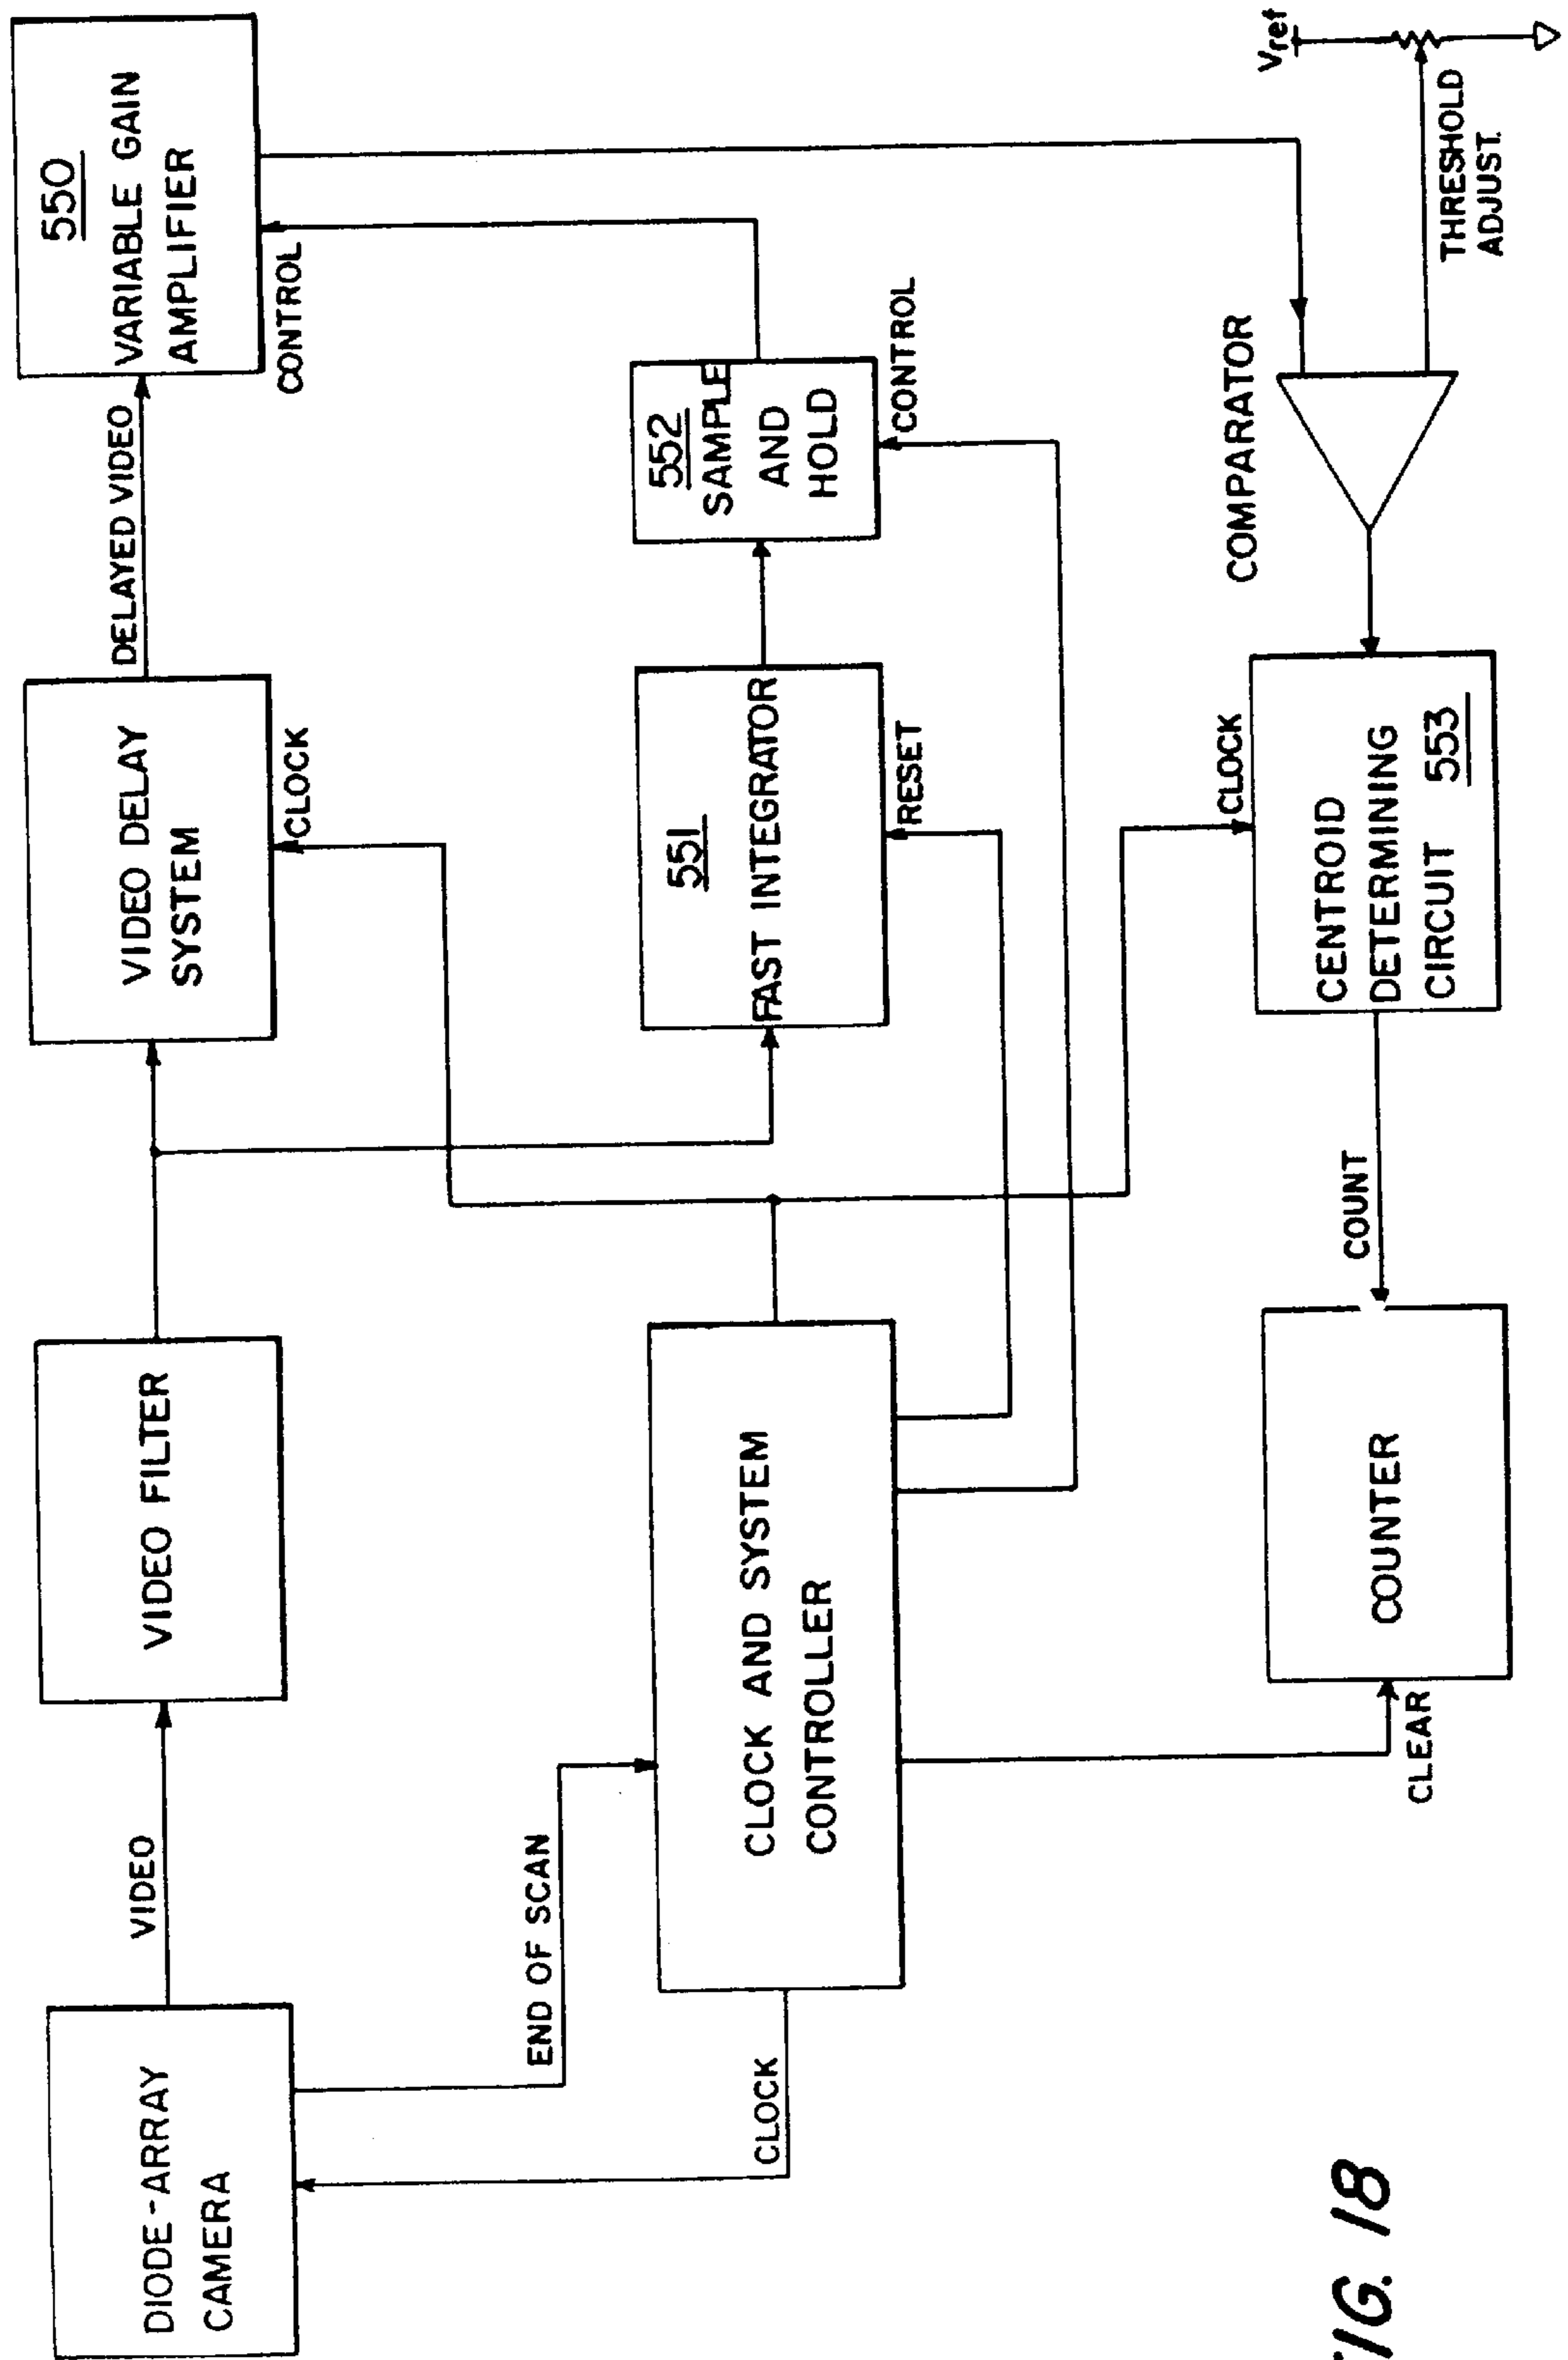 DIODE-ARRAY
CAMERA
VIDEO
VIDEO FILTER
VIDEO DELAY
SYSTEM
CLOCK
DELAYED VIDEO
550
VARIABLE GAIN
AMPLIFIER
CONTROL
END OF SCAN
CLOCK
CLOCK AND SYSTEM
CONTROLLER
551
FAST INTEGRATOR
RESET
552
SAMPLE
AND
HOLD
CONTROL
CLEAR
COUNTER
COUNT
CLOCK
CENTROID
DETERMINING
CIRCUIT 553
COMPARATOR
Vref
THRESHOLD
ADJUST.
FIG. 18